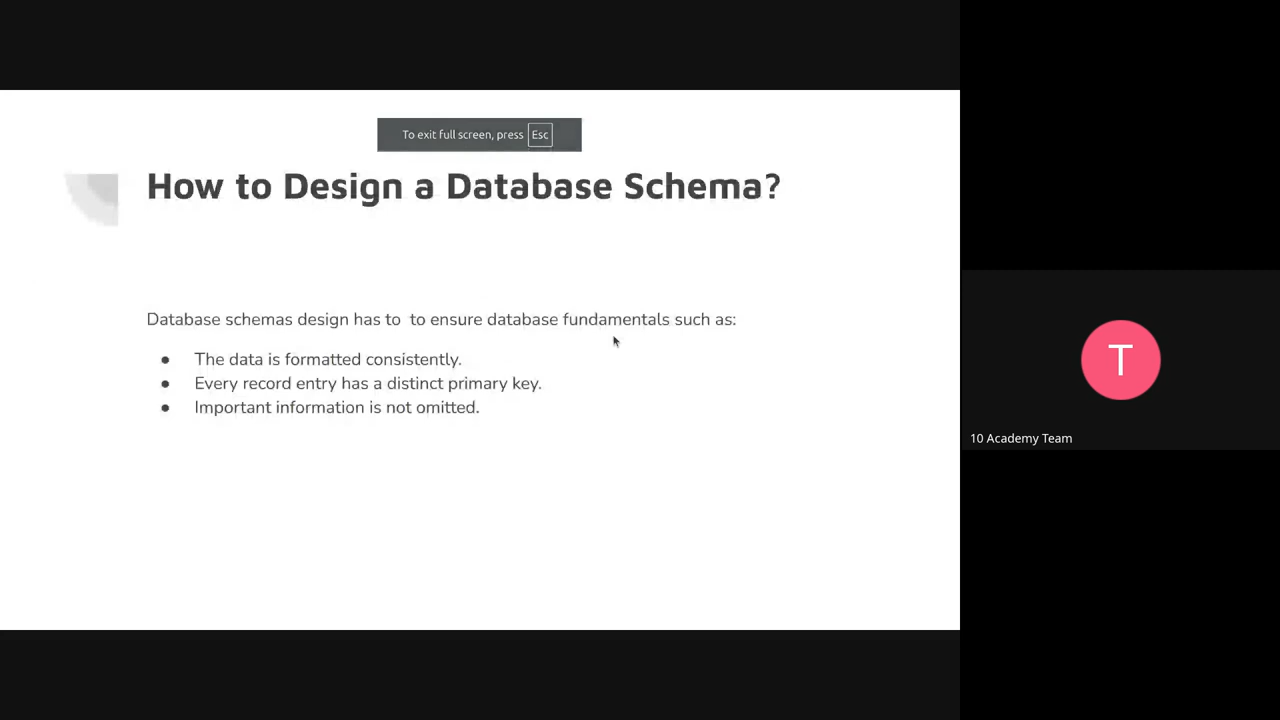 To exit full screen, press Esc
How to Design a Database Schema?
Database schemas design has to  to ensure database fundamentals such as:
● The data is formatted consistently.
● Every record entry has a distinct primary key.
● Important information is not omitted.
T
10 Academy Team